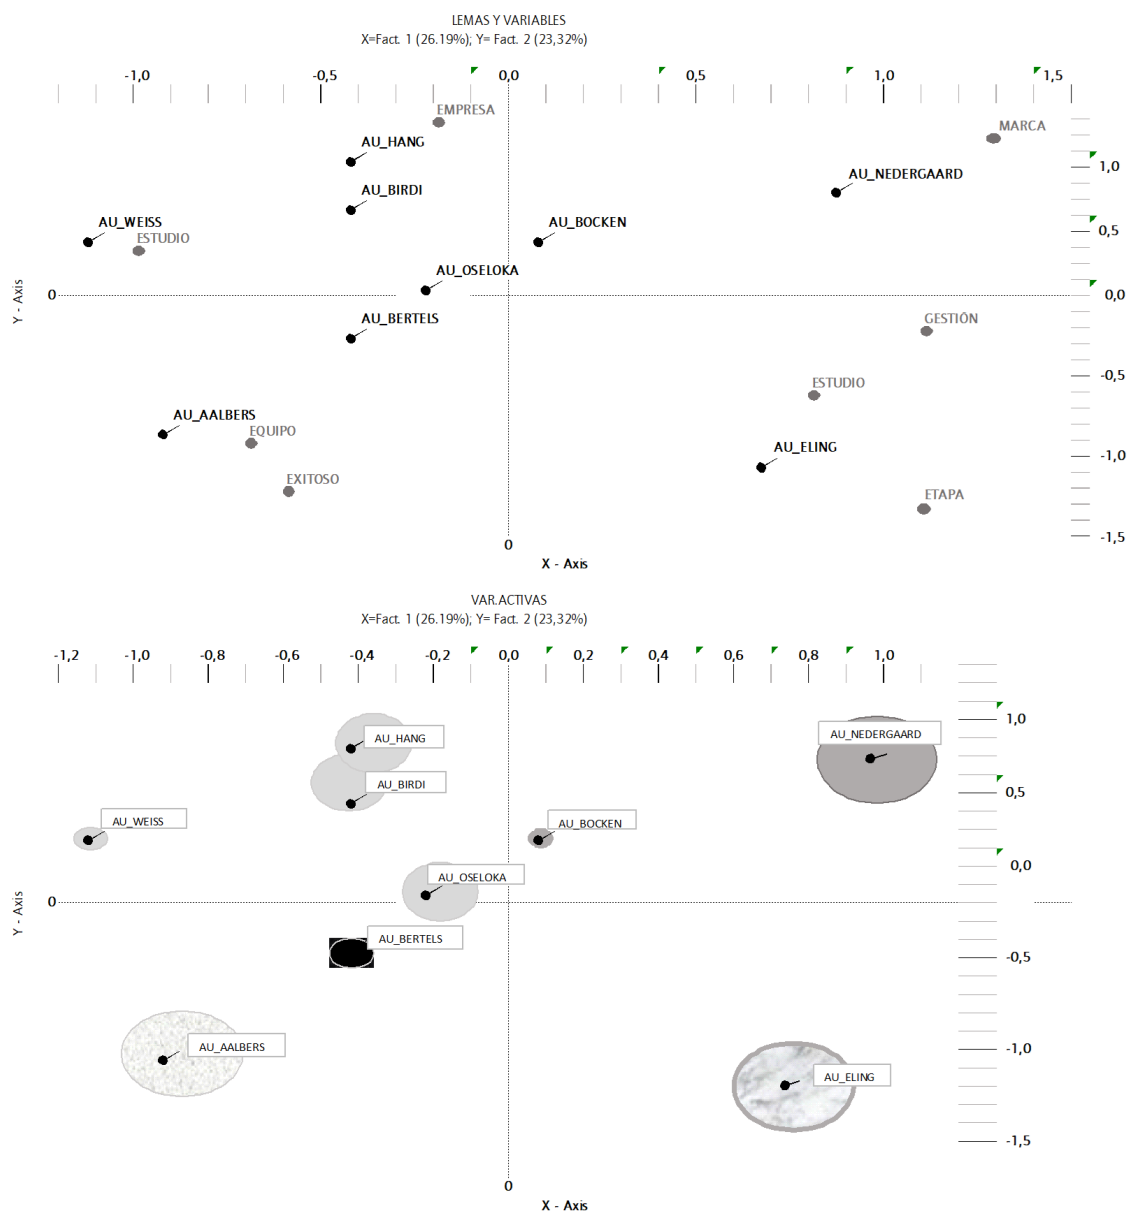 LEMAS Y VARIABLES
X=Fact. 1 (26.19%); Y= Fact. 2 (23,32%)
-1,0 -0,5 0,0 0,5 1,0 1,5
EMPRESA
MARCA
AU_HANG
1,0
AU_NEDERGAARD
AU_BIRDI
AU_WEISS
AU_BOCKEN
0,5
ESTUDIO
AU_OSELOKA
Y - Axis
0
0,0
AU_BERTELS
GESTIÓN
-0,5
ESTUDIO
AU_AALBERS
EQUIPO
AU_ELING
-1,0
EXITOSO
ETAPA
-1,5
0
X - Axis
VAR.ACTIVAS
X=Fact. 1 (26.19%); Y= Fact. 2 (23,32%)
-1,2 -1,0 -0,8 -0,6 -0,4 -0,2 0,0 0,2 0,4 0,6 0,8 1,0
1,0
AU_NEDERGAARD
AU_HANG
AU_BIRDI
0,5
AU_WEISS
AU_BOCKEN
0,0
AU_OSELOKA
Y - Axis
0
AU_BERTELS
-0,5
AU_AALBERS
-1,0
AU_ELING
-1,5
0
X - Axis